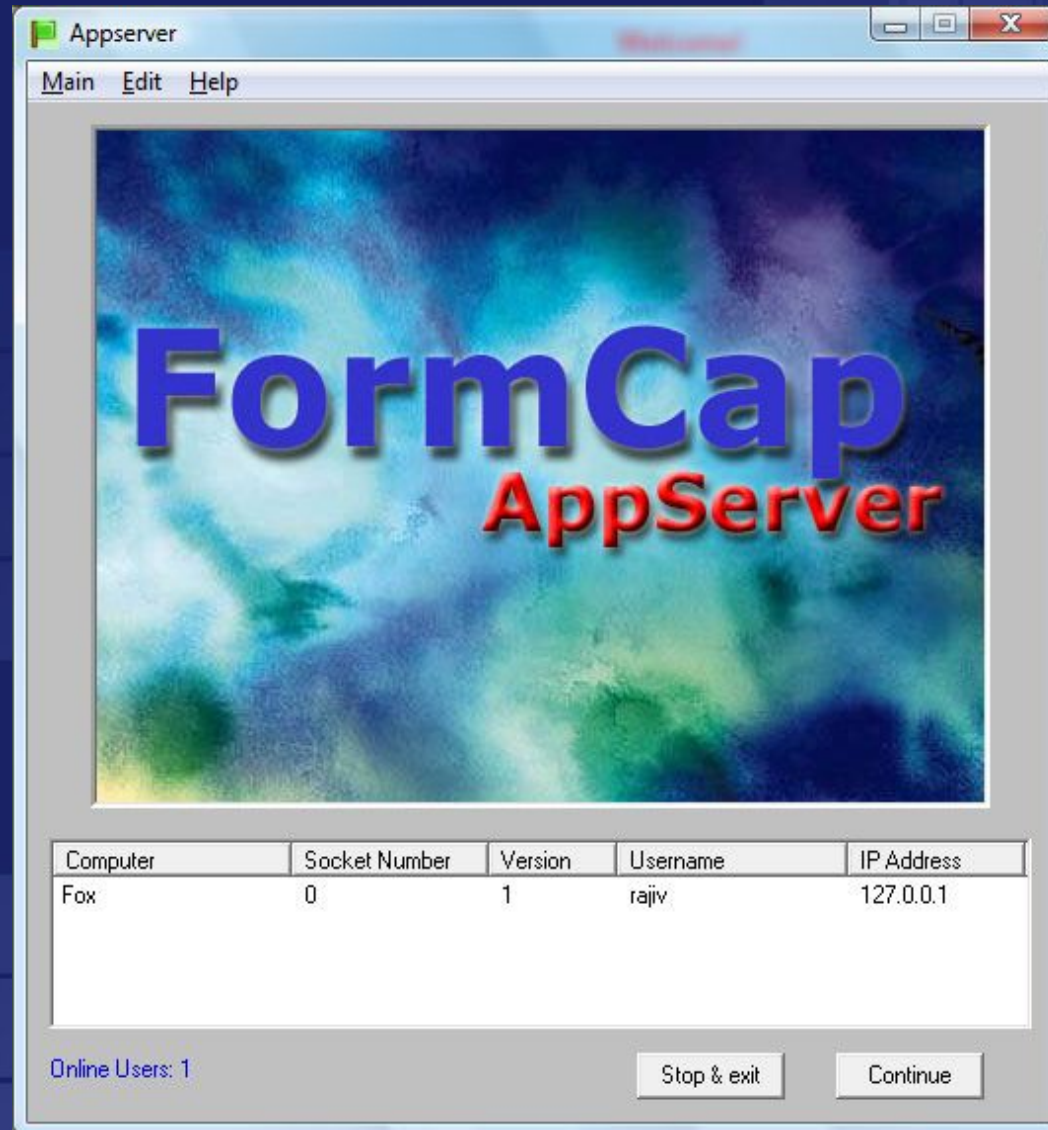 Appserver
Main Edit Help
FormCap
AppServer
Computer Socket Number Version Username IP Address
Fox 0 1 rajiv 127.0.0.1
Online Users: 1
Stop & exit Continue